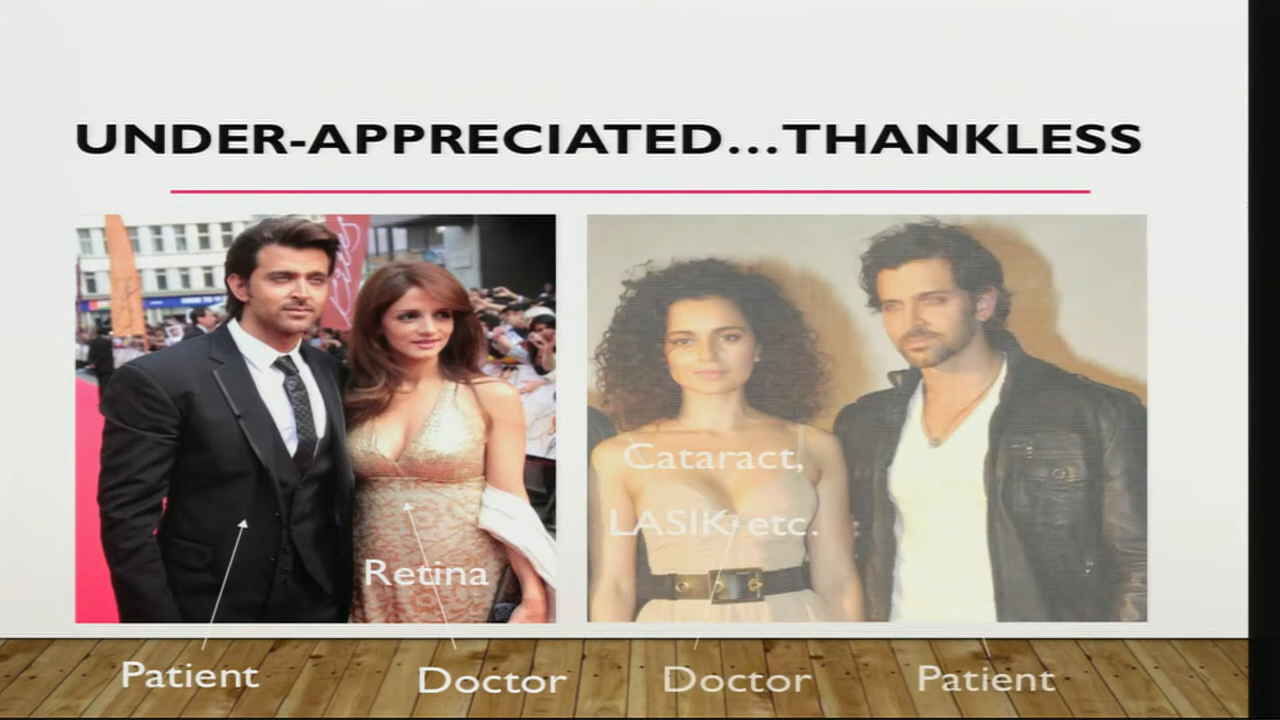 UNDER-APPRECIATED...THANKLESS
Cataract,
LASIK etc.
Retina
Patient
Doctor
Doctor
Patient